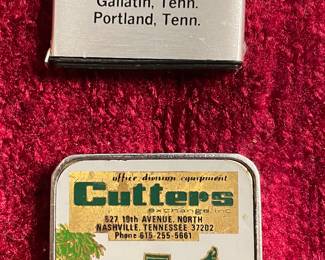 Gallatin, Tenn.
Portland, Tenn.
office division equipment
Cutters
exchange, inc.
527 19th AVENUE, NORTH
NASHVILLE, TENNESSEE 37202
Phone 615-255-5661